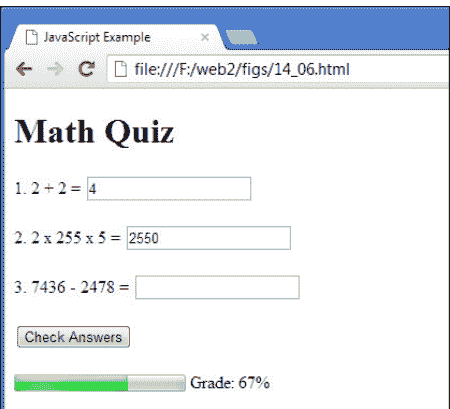 JavaScript Example
file:///F:/web2/figs/14_06.html
Math Quiz
1. 2 + 2 = 4
2. 2 x 255 x 5 = 2550
3. 7436 - 2478 =
Check Answers
Grade: 67%